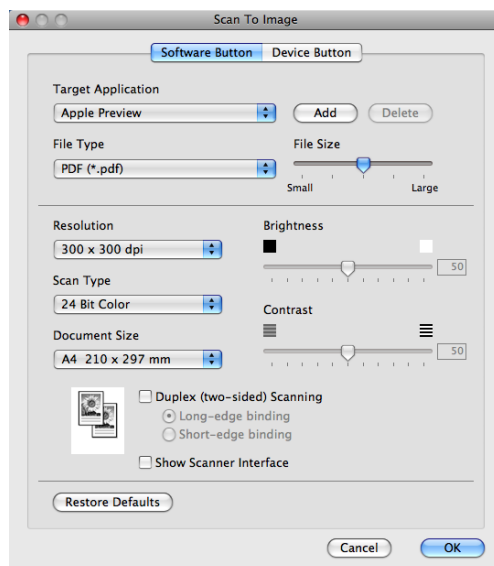 Scan To Image
Software Button Device Button
Target Application
Apple Preview Add Delete
File Type File Size
PDF (*.pdf)
Small Large
Resolution Brightness
300 x 300 dpi
50
Scan Type
24 Bit Color Contrast
Document Size
A4 210 x 297 mm 50
Duplex (two-sided) Scanning
Long-edge binding
Short-edge binding
Show Scanner Interface
Restore Defaults
Cancel OK